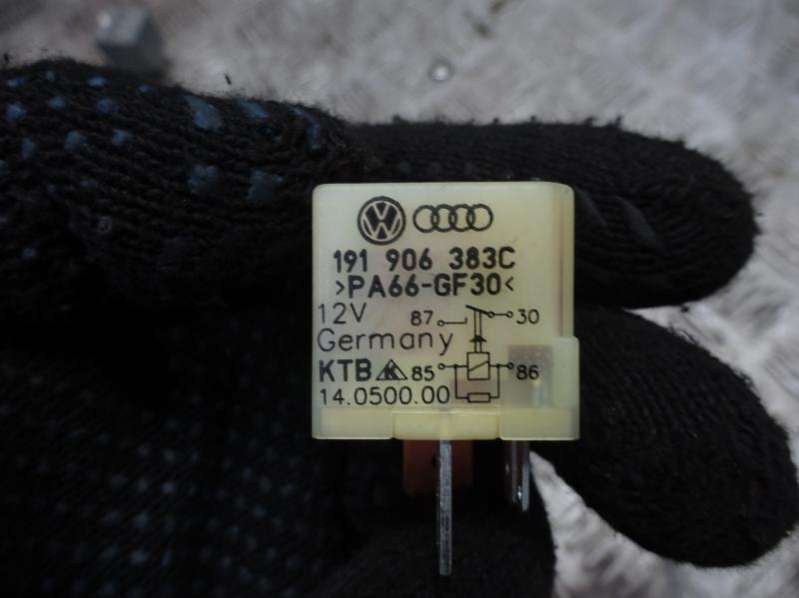 191 906 383C
>PA66-GF30<
12V 87 30
Germany
KTB 85 86
14.0500.00